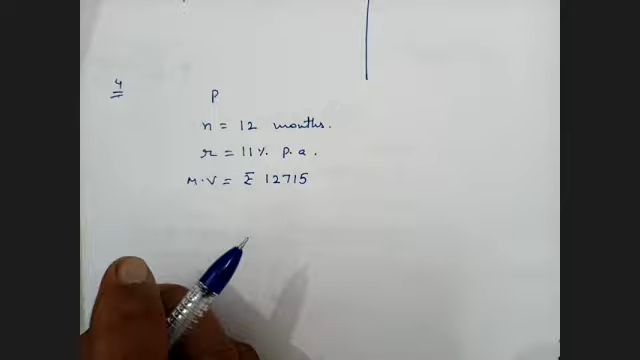 4
P
n = 12 months.
r = 11% p.a.
M.V = ₹ 12715